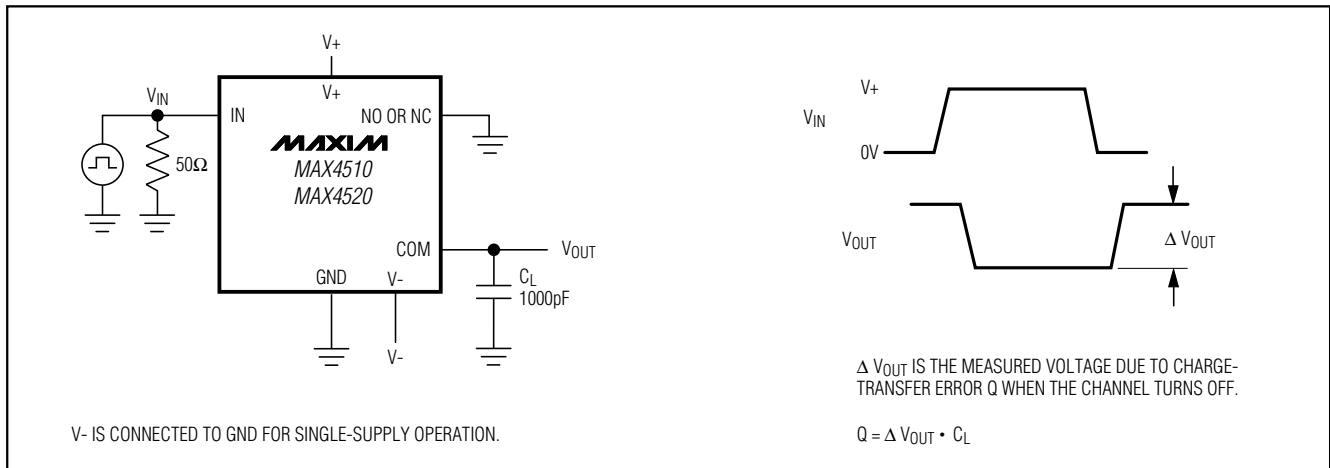 V+
V+
VIN
IN
NO OR NC
50Ω
MAXIM
MAX4510
MAX4520
COM
VOUT
GND
V-
CL
1000pF
V-
V- IS CONNECTED TO GND FOR SINGLE-SUPPLY OPERATION.
V+
VIN
0V
VOUT
Δ VOUT
Δ VOUT IS THE MEASURED VOLTAGE DUE TO CHARGE-
TRANSFER ERROR Q WHEN THE CHANNEL TURNS OFF.
Q = Δ VOUT • CL